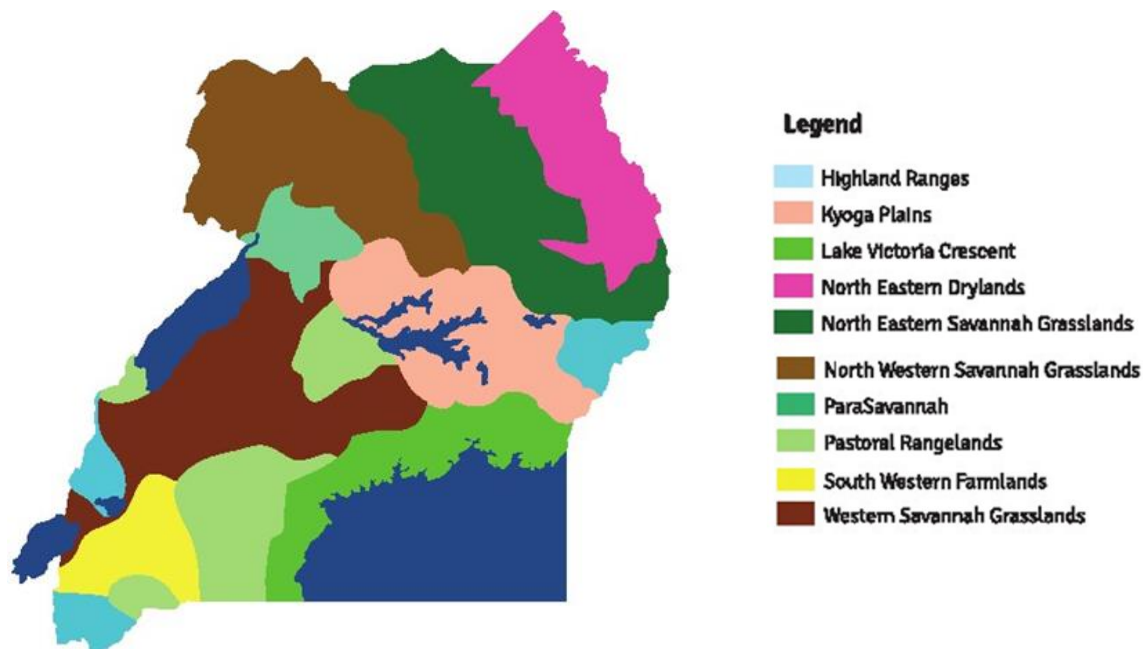 Legend
Highland Ranges
Kyoga Plains
Lake Victoria Crescent
North Eastern Drylands
North Eastern Savannah Grasslands
North Western Savannah Grasslands
ParaSavannah
Pastoral Rangelands
South Western Farmlands
Western Savannah Grasslands